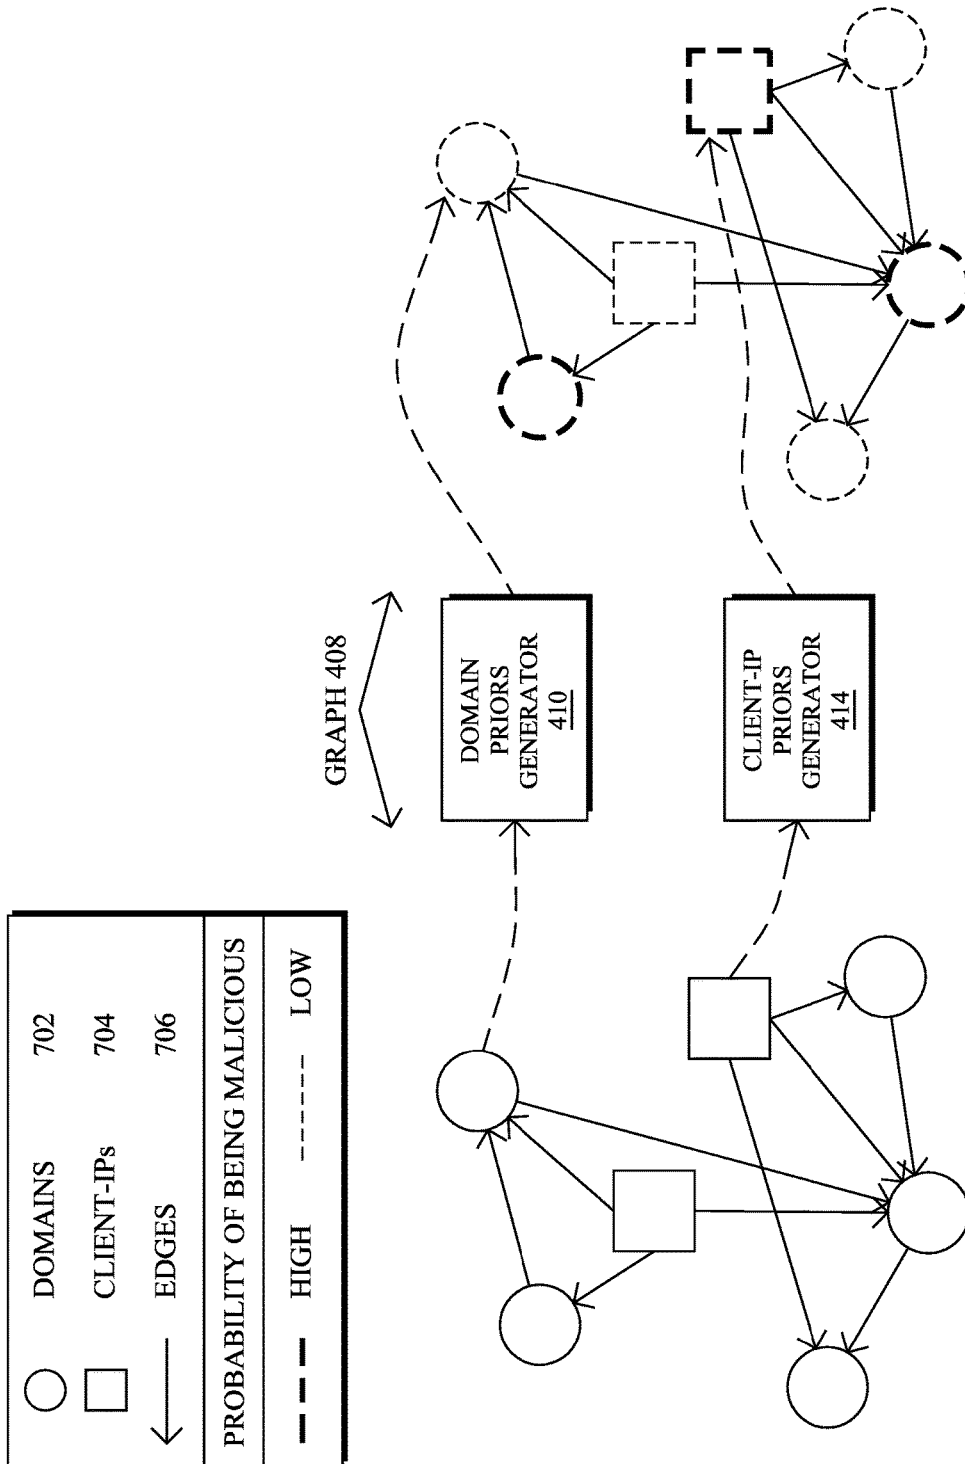 DOMAINS 702
CLIENT-IPs 704
EDGES 706
PROBABILITY OF BEING MALICIOUS
HIGH LOW
GRAPH 408
DOMAIN
PRIORS
GENERATOR
410
CLIENT-IP
PRIORS
GENERATOR
414